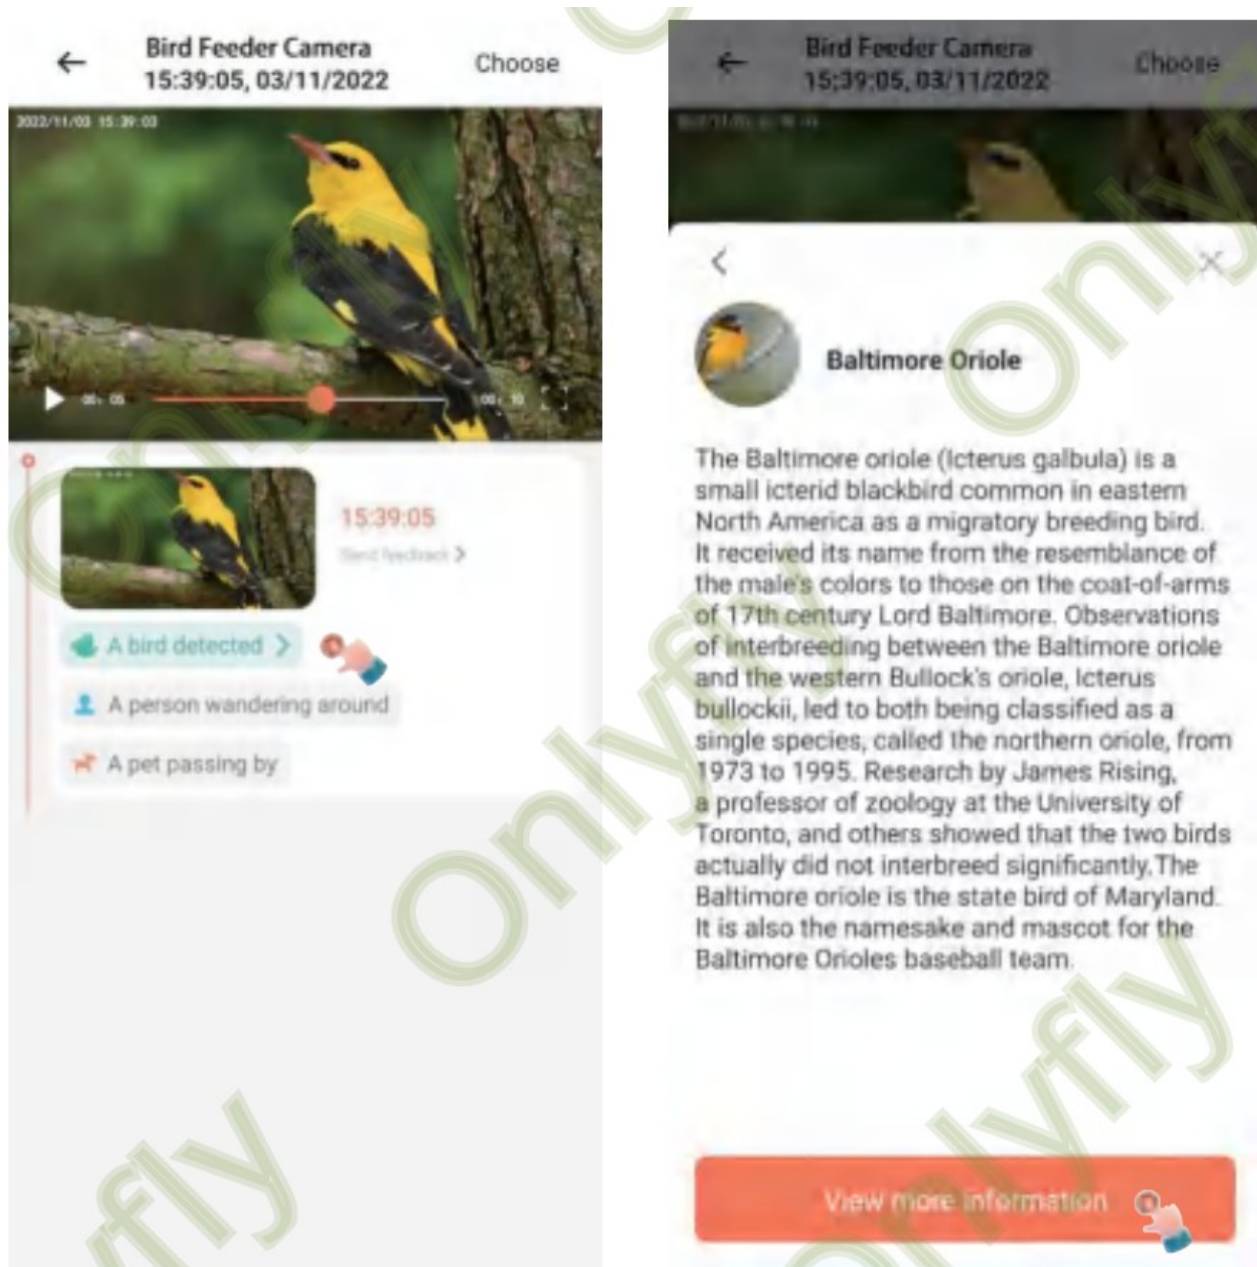 Bird Feeder Camera
15:39:05, 03/11/2022
Choose
2022/11/03 15:39:03
00: 05
00: 10
15:39:05
Send feedback >
A bird detected >
A person wandering around
A pet passing by
Bird Feeder Camera
15:39:05, 03/11/2022
Choose
Baltimore Oriole
The Baltimore oriole (Icterus galbula) is a
small icterid blackbird common in eastern
North America as a migratory breeding bird.
It received its name from the resemblance of
the male's colors to those on the coat-of-arms
of 17th century Lord Baltimore. Observations
of interbreeding between the Baltimore oriole
and the western Bullock's oriole, Icterus
bullockii, led to both being classified as a
single species, called the northern oriole, from
1973 to 1995. Research by James Rising,
a professor of zoology at the University of
Toronto, and others showed that the two birds
actually did not interbreed significantly.The
Baltimore oriole is the state bird of Maryland.
It is also the namesake and mascot for the
Baltimore Orioles baseball team.
View more information
Onlyfly